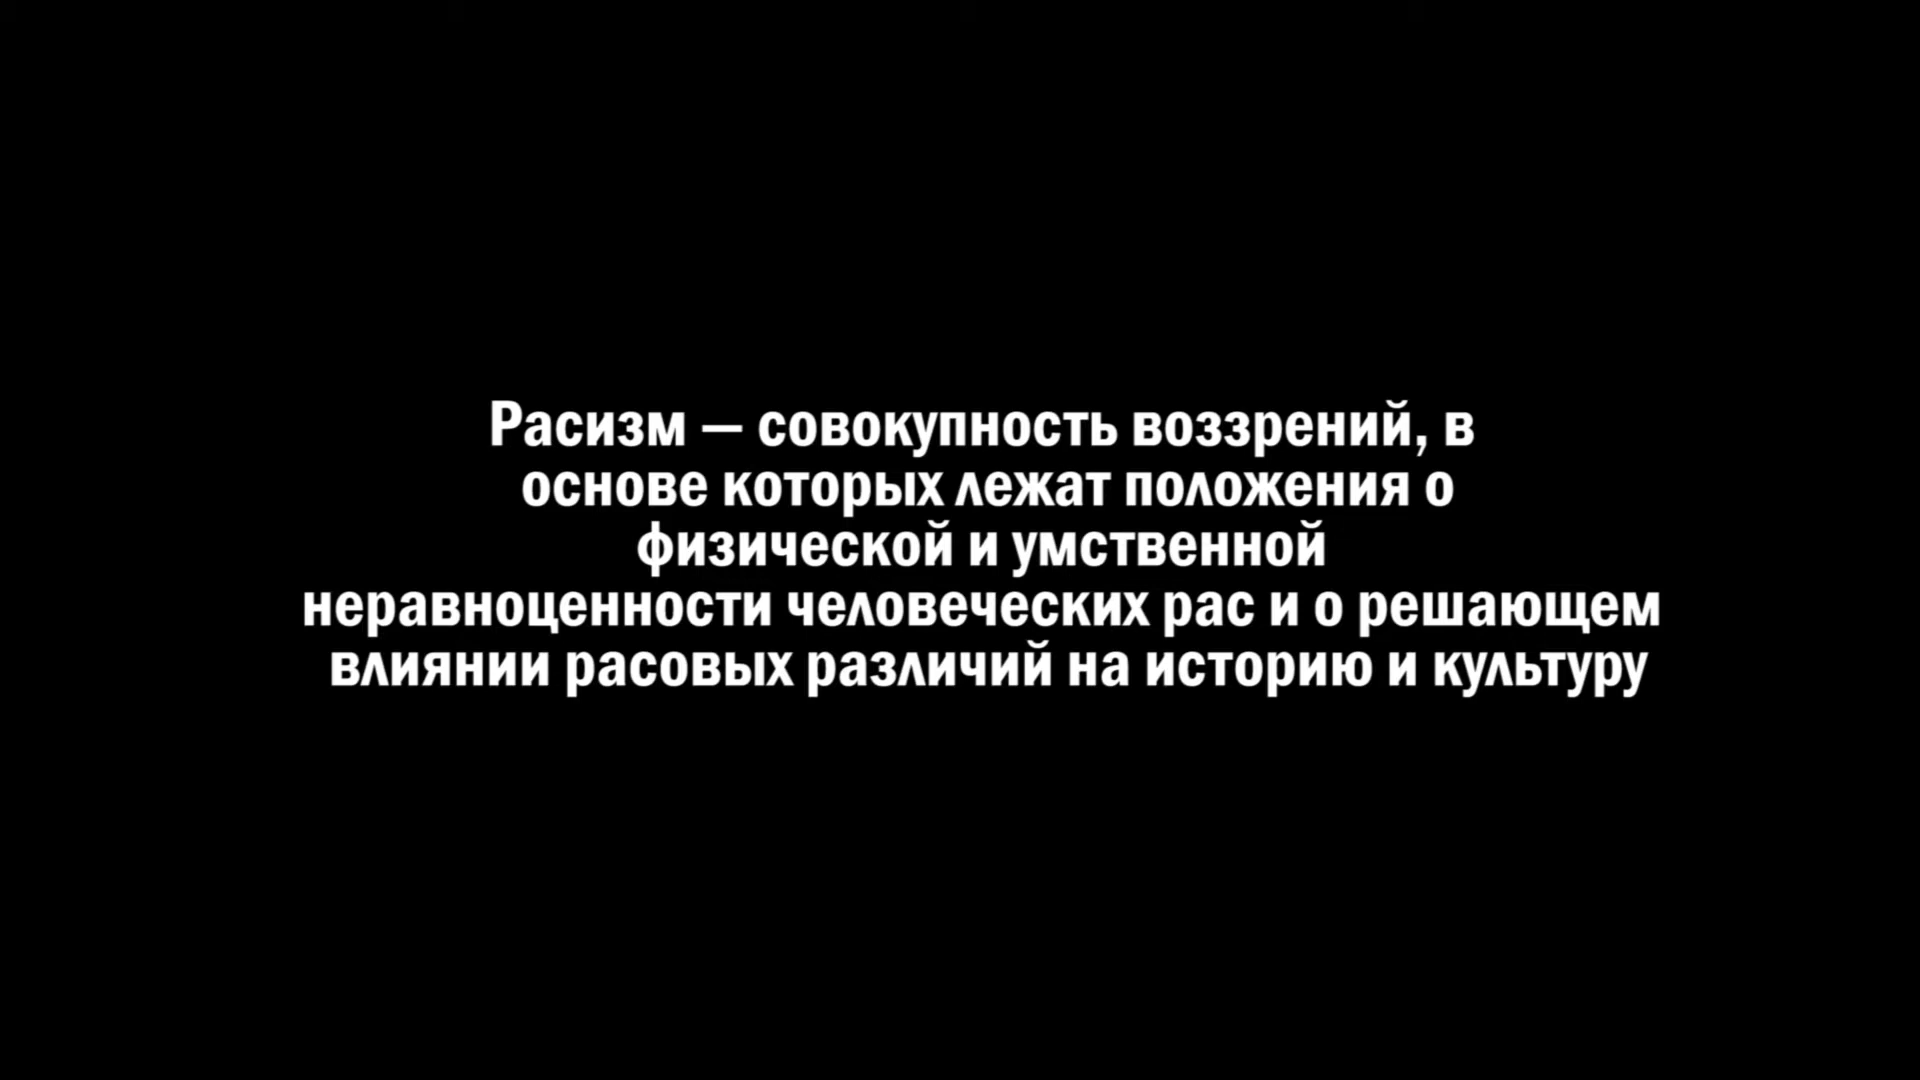 Расизм — совокупность воззрений, в
основе которых лежат положения о
физической и умственной
неравноценности человеческих рас и о решающем
влиянии расовых различий на историю и культуру